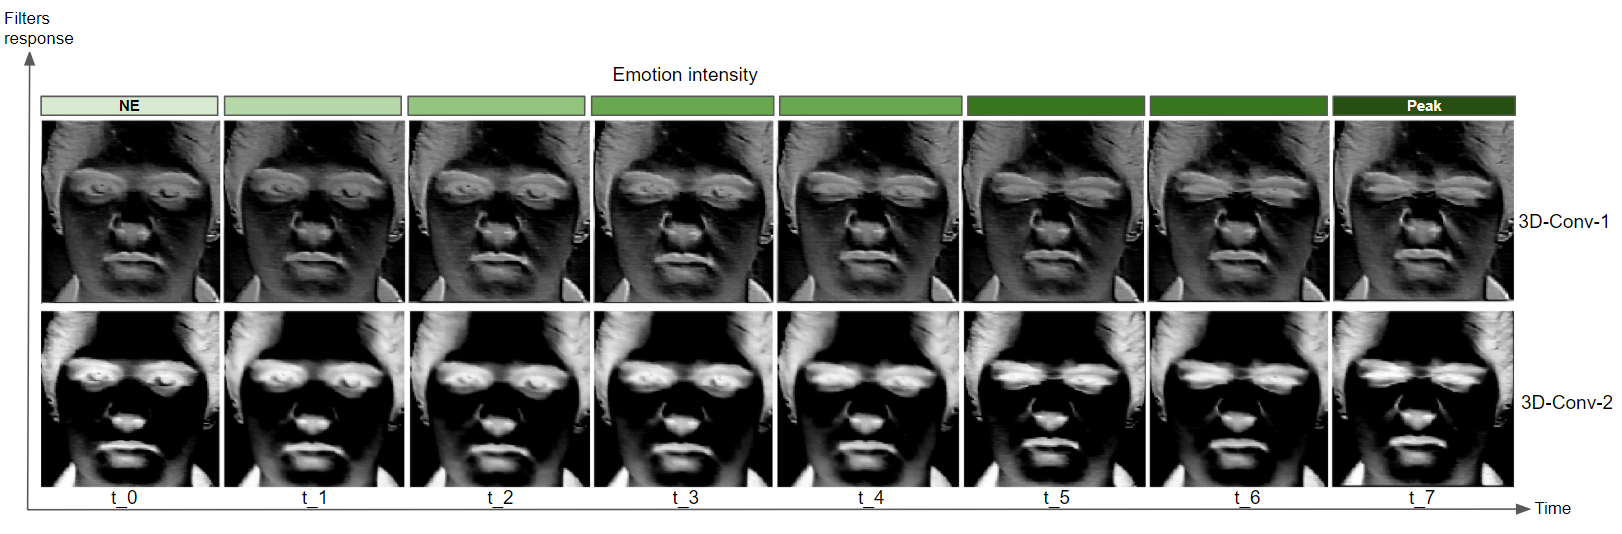 Filters
response
Emotion intensity
NE
Peak
3D-Conv-1
3D-Conv-2
t_0
t_1
t_2
t_3
t_4
t_5
t_6
t_7
Time